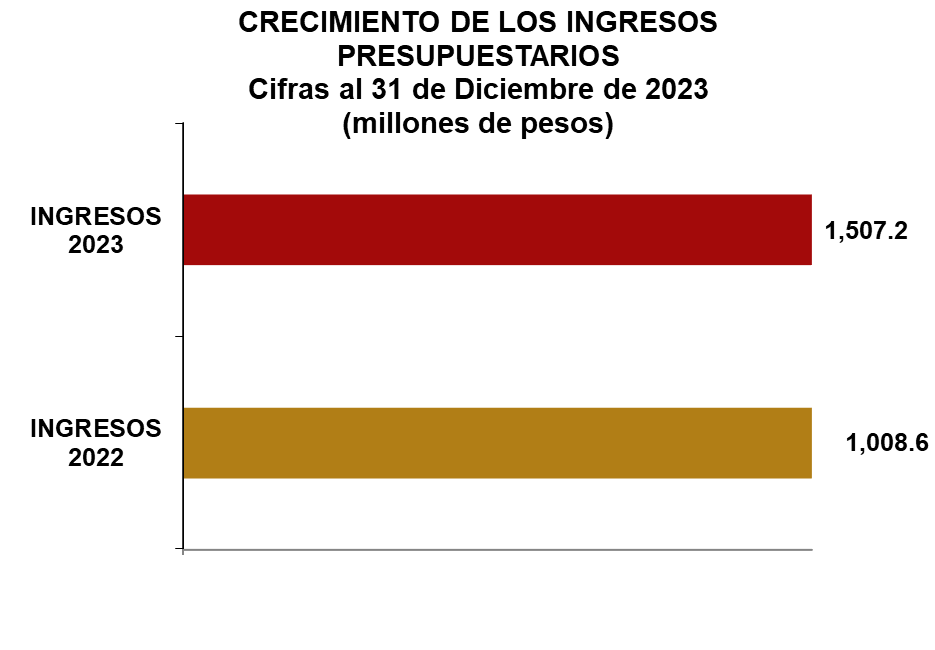 CRECIMIENTO DE LOS INGRESOS
PRESUPUESTARIOS
Cifras al 31 de Diciembre de 2023
(millones de pesos)
INGRESOS
2023
1,507.2
INGRESOS
2022
1,008.6